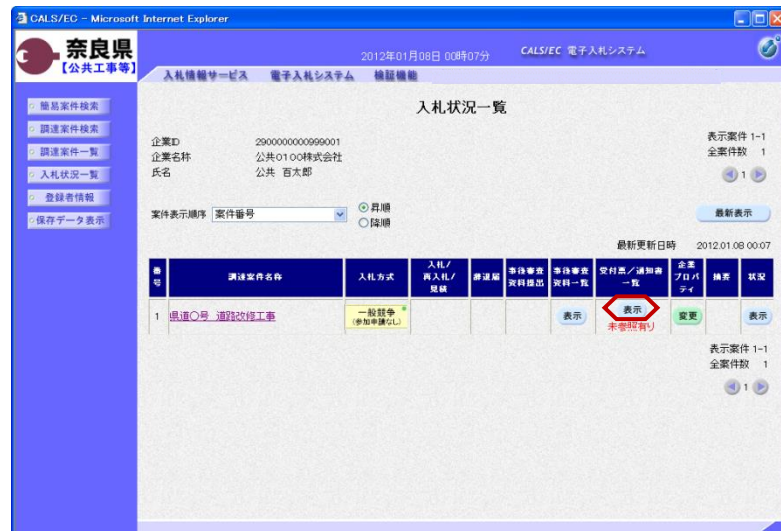 CALS/EC - Microsoft Internet Explorer
奈良県
【公共工事等】
2012年01月08日 00時07分
CALS/EC 電子入札システム
入札情報サービス 電子入札システム 検証機能
簡易案件検索
調達案件検索
調達案件一覧
入札状況一覧
登録者情報
保存データ表示
入札状況一覧
企業ID 2900000000999001
企業名称 公共0100株式会社
氏名 公共 百太郎
表示案件 1-1
全案件数 1
1
案件表示順序 案件番号
昇順
降順
最新表示
最新更新日時 2012.01.08 00:07
番号 調達案件名称 入札方式 入札/再入札/見積 辞退届 事後審査資料提出 事後審査資料一覧 受付票/通知書一覧 企業プロパティ 摘要 状況
1 県道〇号 道路改修工事 一般競争(参加申請なし) 表示 表示 変更 表示
未参照有り
表示案件 1-1
全案件数 1
1